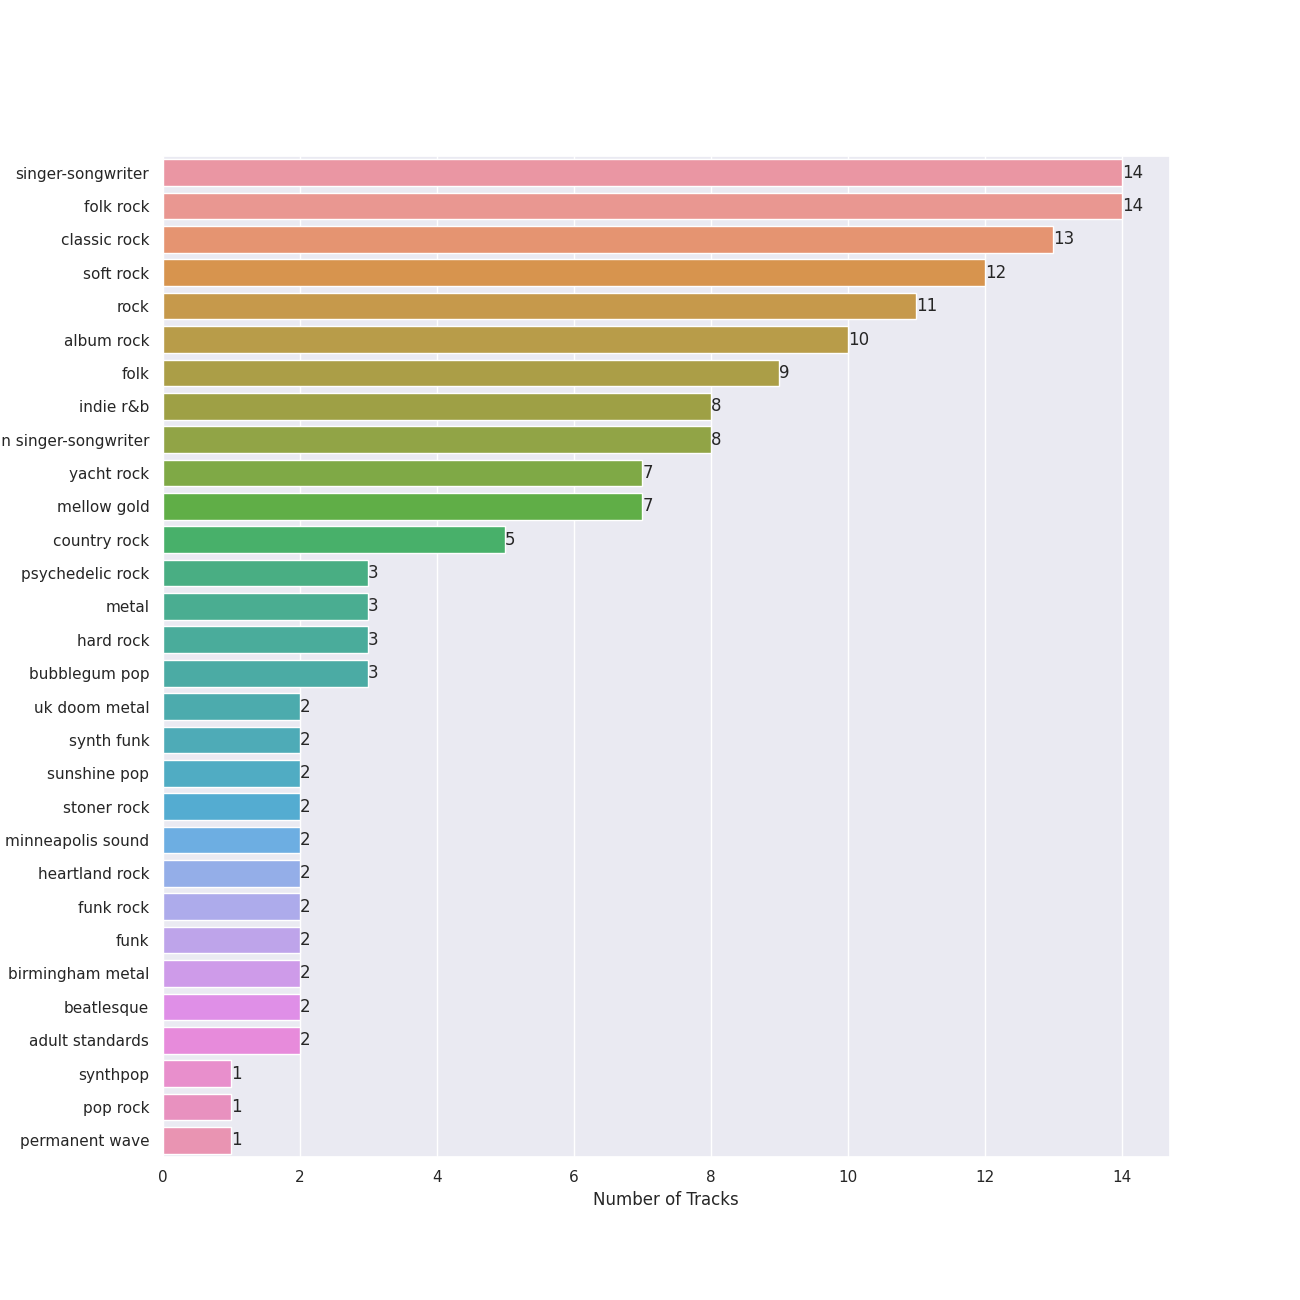 singer-songwriter 14
folk rock 14
classic rock 13
soft rock 12
rock 11
album rock 10
folk 9
indie r&b 8
n singer-songwriter 8
yacht rock 7
mellow gold 7
country rock 5
psychedelic rock 3
metal 3
hard rock 3
bubblegum pop 3
uk doom metal 2
synth funk 2
sunshine pop 2
stoner rock 2
minneapolis sound 2
heartland rock 2
funk rock 2
funk 2
birmingham metal 2
beatlesque 2
adult standards 2
synthpop 1
pop rock 1
permanent wave 1
0 2 4 6 8 10 12 14
Number of Tracks